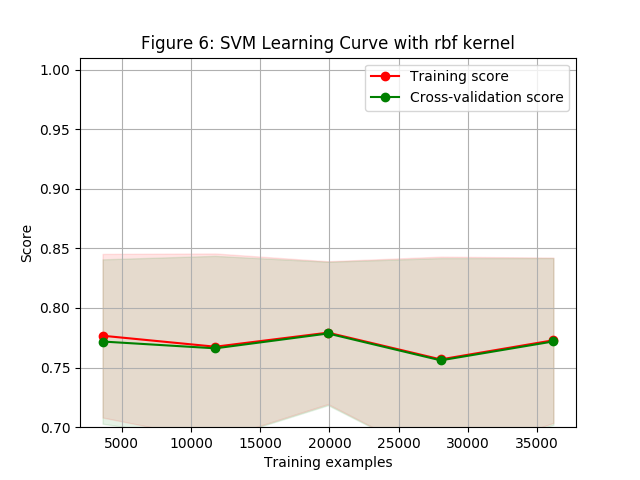 Figure 6: SVM Learning Curve with rbf kernel
1.00
0.95
0.90
0.85
0.80
0.75
0.70
Score
Training score
Cross-validation score
5000 10000 15000 20000 25000 30000 35000
Training examples